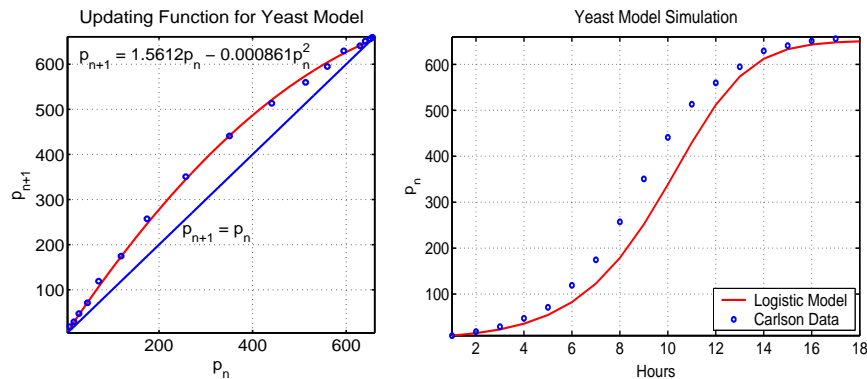 Updating Function for Yeast Model
p_{n+1} = 1.5612p_n − 0.000861p_n^2
p_{n+1} = p_n
p_{n+1}
600
500
400
300
200
100
200
400
600
p_n
Yeast Model Simulation
p_n
600
500
400
300
200
100
2
4
6
8
10
12
14
16
18
Hours
Logistic Model
Carlson Data